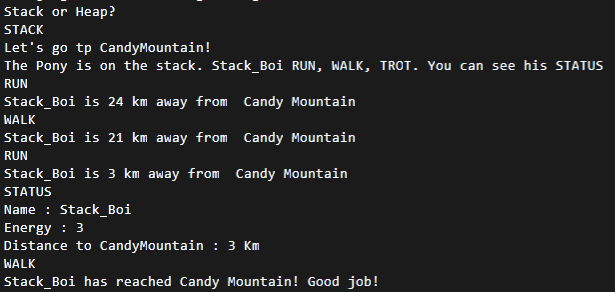 Stack or Heap?
STACK
Let's go tp CandyMountain!
The Pony is on the stack. Stack_Boi RUN, WALK, TROT. You can see his STATUS
RUN
Stack_Boi is 24 km away from  Candy Mountain
WALK
Stack_Boi is 21 km away from  Candy Mountain
RUN
Stack_Boi is 3 km away from  Candy Mountain
STATUS
Name : Stack_Boi
Energy : 3
Distance to CandyMountain : 3 Km
WALK
Stack_Boi has reached Candy Mountain! Good job!